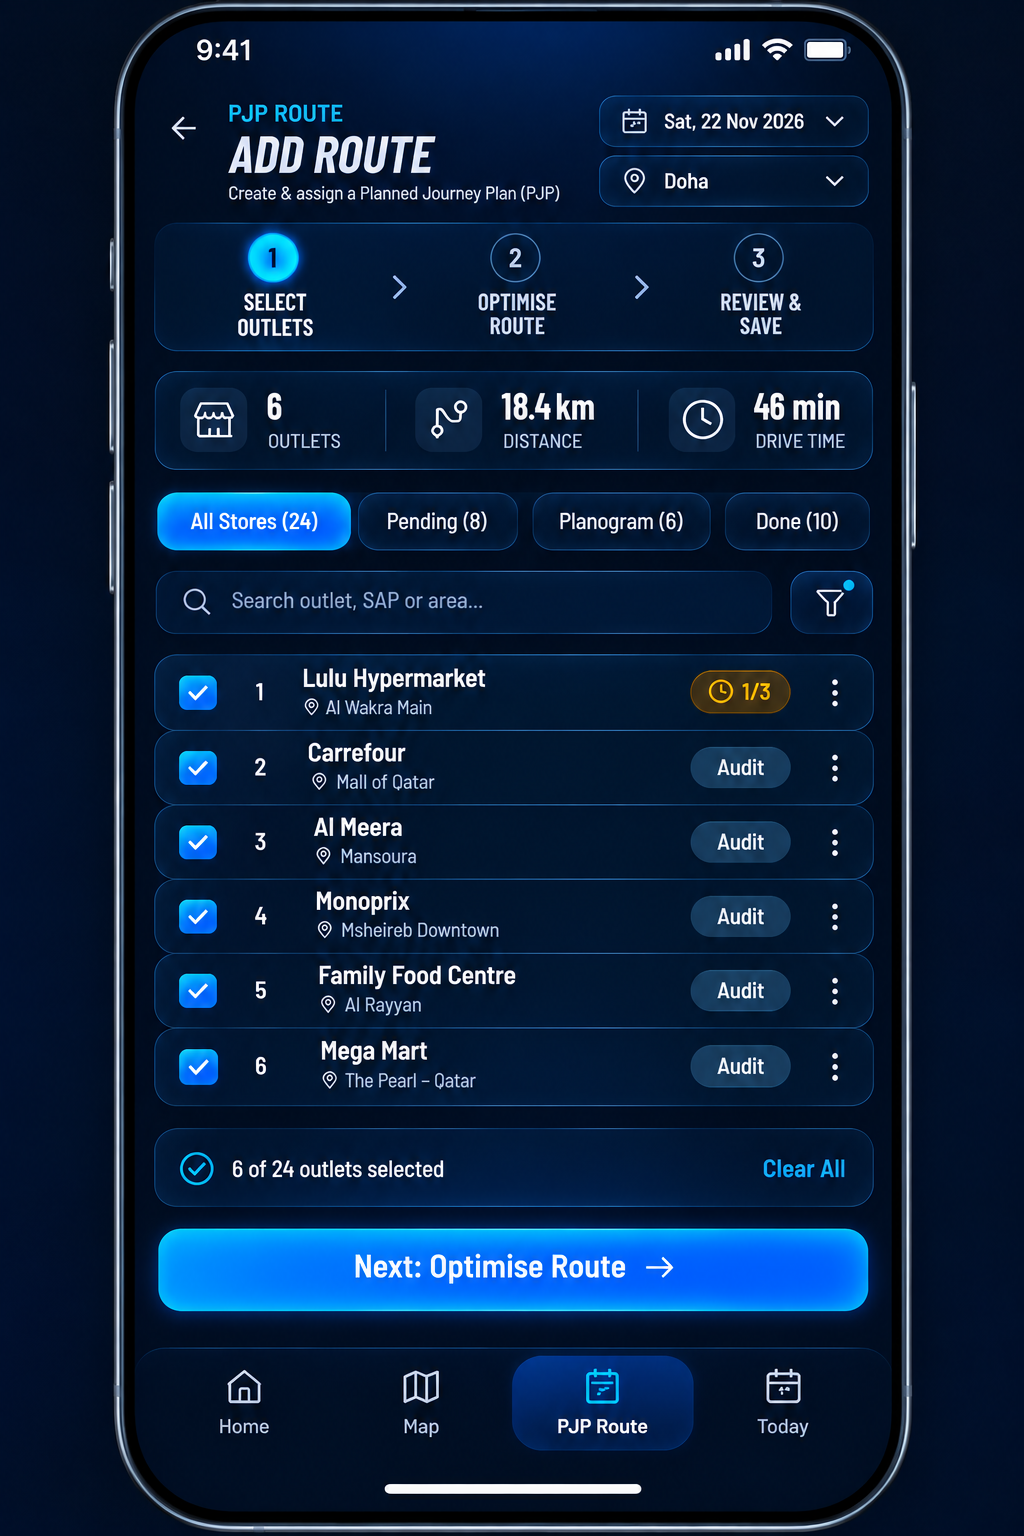 9:41
PJP ROUTE
ADD ROUTE
Create & assign a Planned Journey Plan (PJP)
Sat, 22 Nov 2026
Doha
1
SELECT
OUTLETS
2
OPTIMISE
ROUTE
3
REVIEW &
SAVE
6
OUTLETS
18.4 km
DISTANCE
46 min
DRIVE TIME
All Stores (24)
Pending (8)
Planogram (6)
Done (10)
Search outlet, SAP or area...
1
Lulu Hypermarket
Al Wakra Main
1/3
2
Carrefour
Mall of Qatar
Audit
3
Al Meera
Mansoura
Audit
4
Monoprix
Msheireb Downtown
Audit
5
Family Food Centre
Al Rayyan
Audit
6
Mega Mart
The Pearl – Qatar
Audit
6 of 24 outlets selected
Clear All
Next: Optimise Route
Home
Map
PJP Route
Today